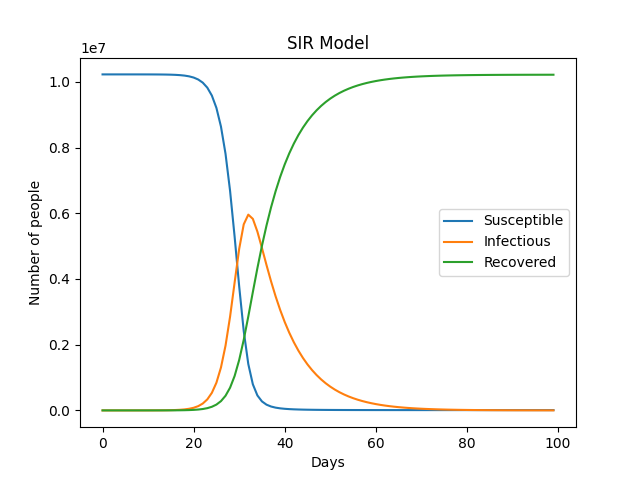 SIR Model
1e7
1.0
0.8
0.6
0.4
0.2
0.0
Number of people
Susceptible
Infectious
Recovered
0 20 40 60 80 100
Days